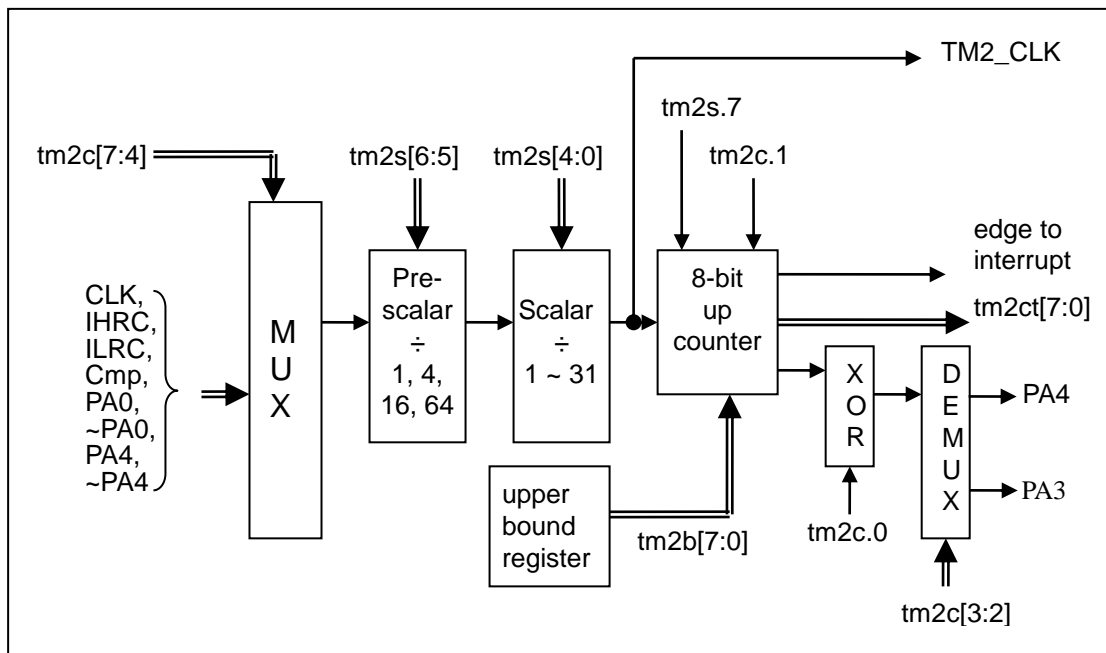 TM2_CLK
tm2s.7
tm2c[7:4]
tm2s[6:5]
tm2s[4:0]
tm2c.1
CLK,
IHRC,
ILRC,
Cmp,
PA0,
~PA0,
PA4,
~PA4
M
U
X
Pre-
scalar
÷
1, 4,
16, 64
Scalar
÷
1 ~ 31
8-bit
up
counter
edge to
interrupt
tm2ct[7:0]
X
O
R
D
E
M
U
X
PA4
PA3
upper
bound
register
tm2b[7:0]
tm2c.0
tm2c[3:2]